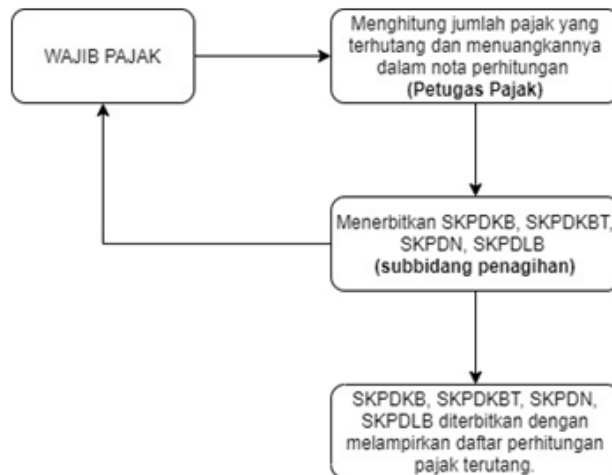 WAJIB PAJAK
Menghitung jumlah pajak yang
terhutang dan menuangkannya
dalam nota perhitungan
(Petugas Pajak)
Menerbitkan SKPDKB, SKPDKBT,
SKPDN, SKPDLB
(subbidang penagihan)
SKPDKB, SKPDKBT, SKPDN,
SKPDLB diterbitkan dengan
melampirkan daftar perhitungan
pajak terutang.